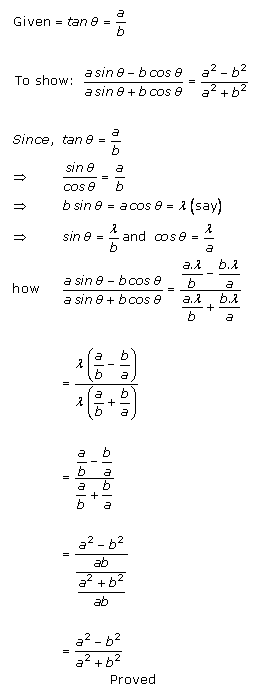 Given = tan θ = a/b
To show: (a sin θ − b cos θ)/(a sin θ + b cos θ) = (a² − b²)/(a² + b²)
Since, tan θ = a/b
⇒ sin θ/cos θ = a/b
⇒ b sin θ = a cos θ = λ (say)
⇒ sin θ = λ/b and cos θ = λ/a
how (a sin θ − b cos θ)/(a sin θ + b cos θ) = (a.λ/b − b.λ/a)/(a.λ/b + b.λ/a)
= λ(a/b − b/a)/λ(a/b + b/a)
= (a/b − b/a)/(a/b + b/a)
= ((a² − b²)/ab)/((a² + b²)/ab)
= (a² − b²)/(a² + b²)
Proved